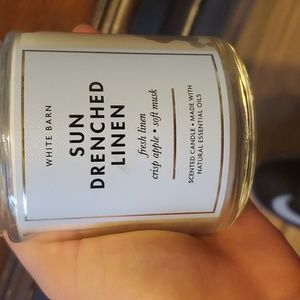 WHITE BARN
SUN
DRENCHED
LINEN
fresh linen
crisp apple • soft musk
SCENTED CANDLE • MADE WITH
NATURAL ESSENTIAL OILS